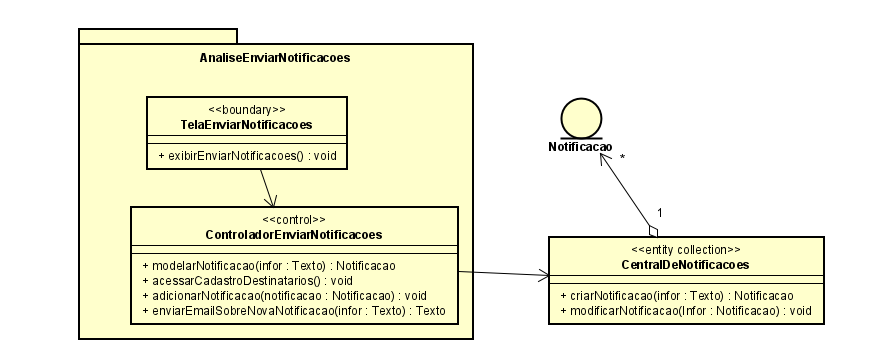 AnaliseEnviarNotificacoes
<<boundary>>
TelaEnviarNotificacoes
+ exibirEnviarNotificacoes() : void
<<control>>
ControladorEnviarNotificacoes
+ modelarNotificacao(infor : Texto) : Notificacao
+ acessarCadastroDestinatarios() : void
+ adicionarNotificacao(notificacao : Notificacao) : void
+ enviarEmailSobreNovaNotificacao(infor : Texto) : Texto
Notificacao
*
1
<<entity collection>>
CentralDeNotificacoes
+ criarNotificacao(infor : Texto) : Notificacao
+ modificarNotificacao(Infor : Notificacao) : void